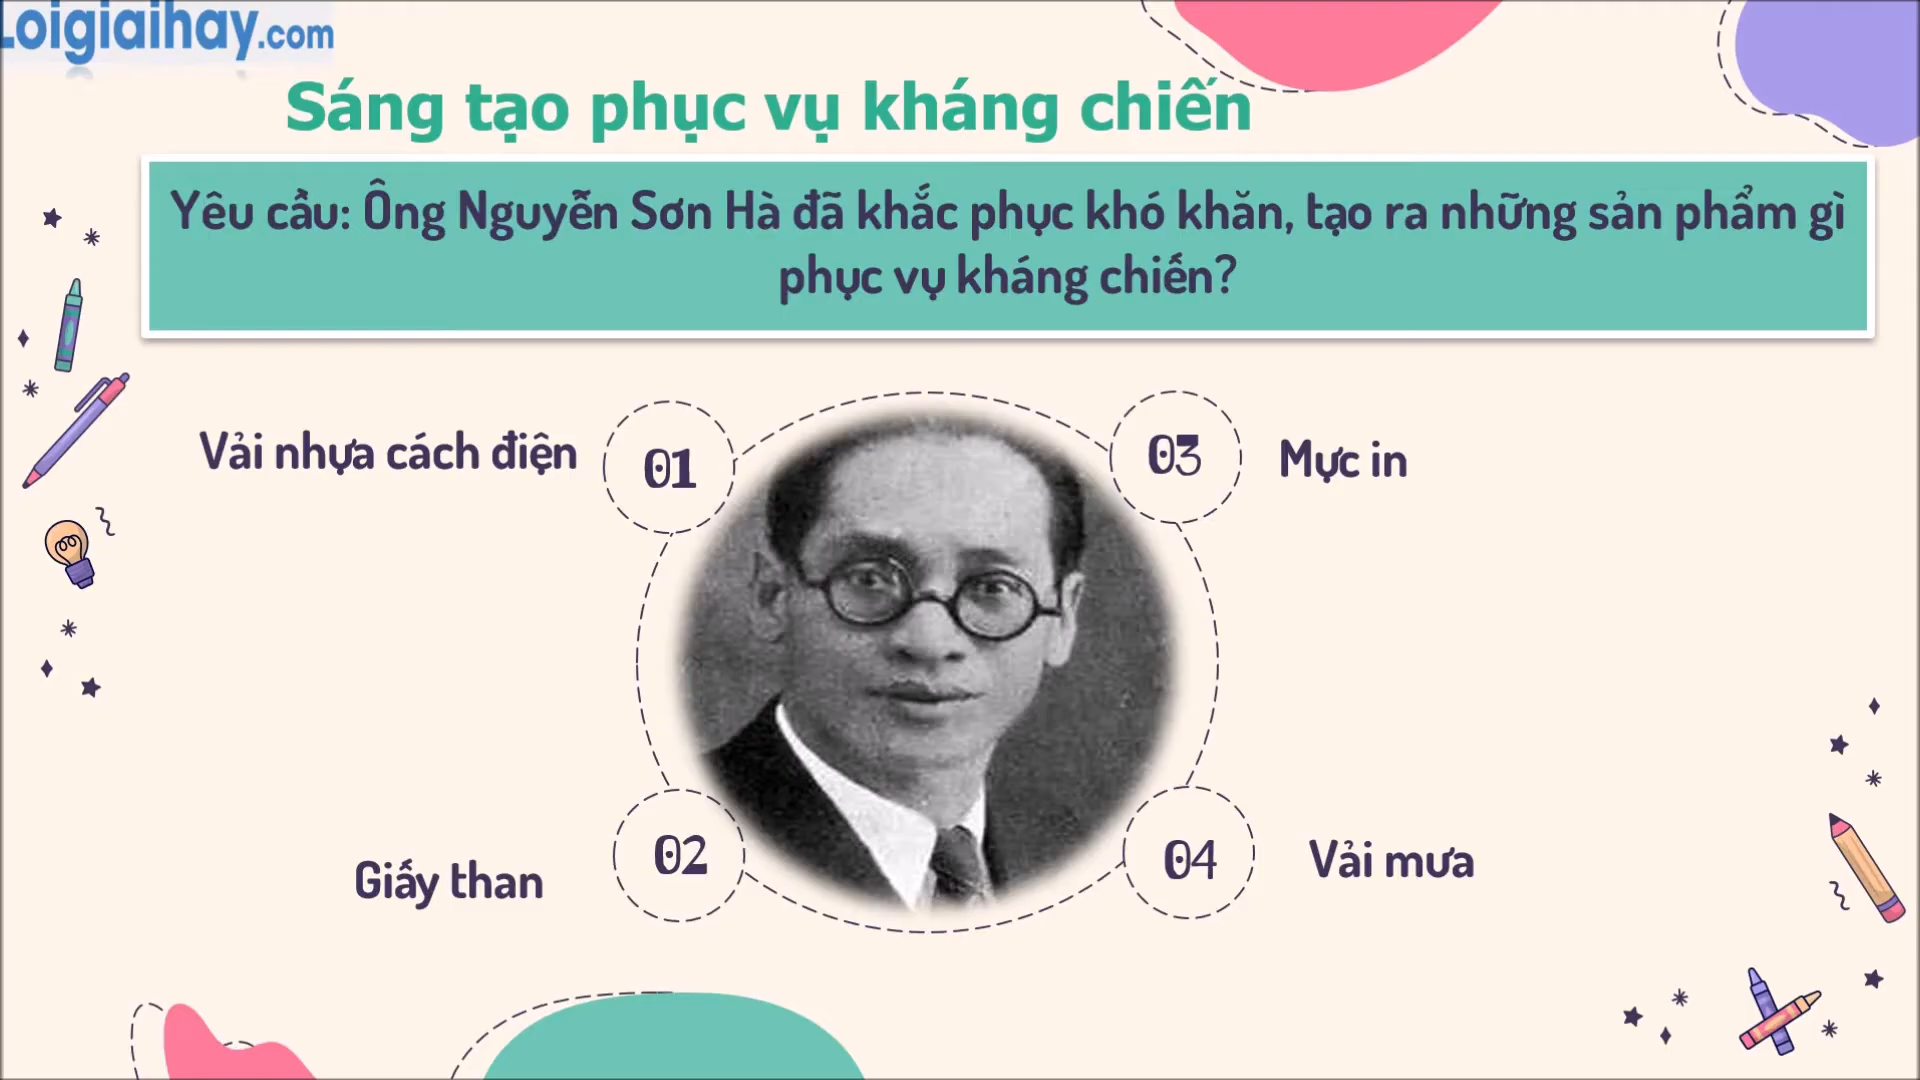 Loigiaihay.com
Sáng tạo phục vụ kháng chiến
Yêu cầu: Ông Nguyễn Sơn Hà đã khắc phục khó khăn, tạo ra những sản phẩm gì
phục vụ kháng chiến?
Vải nhựa cách điện
01
03
Mực in
Giấy than
02
04
Vải mưa